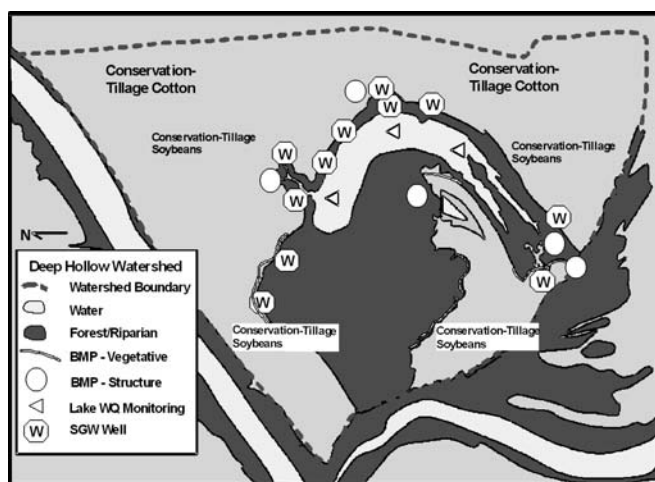 Conservation-
Tillage Cotton
Conservation-
Tillage Cotton
Conservation-Tillage
Soybeans
Conservation-Tillage
Soybeans
W
W
W
W
W
W
W
W
W
W
W
W
N
Conservation-Tillage
Soybeans
Conservation-Tillage
Soybeans
Deep Hollow Watershed
Watershed Boundary
Water
Forest/Riparian
BMP - Vegetative
BMP - Structure
Lake WQ Monitoring
W SGW Well